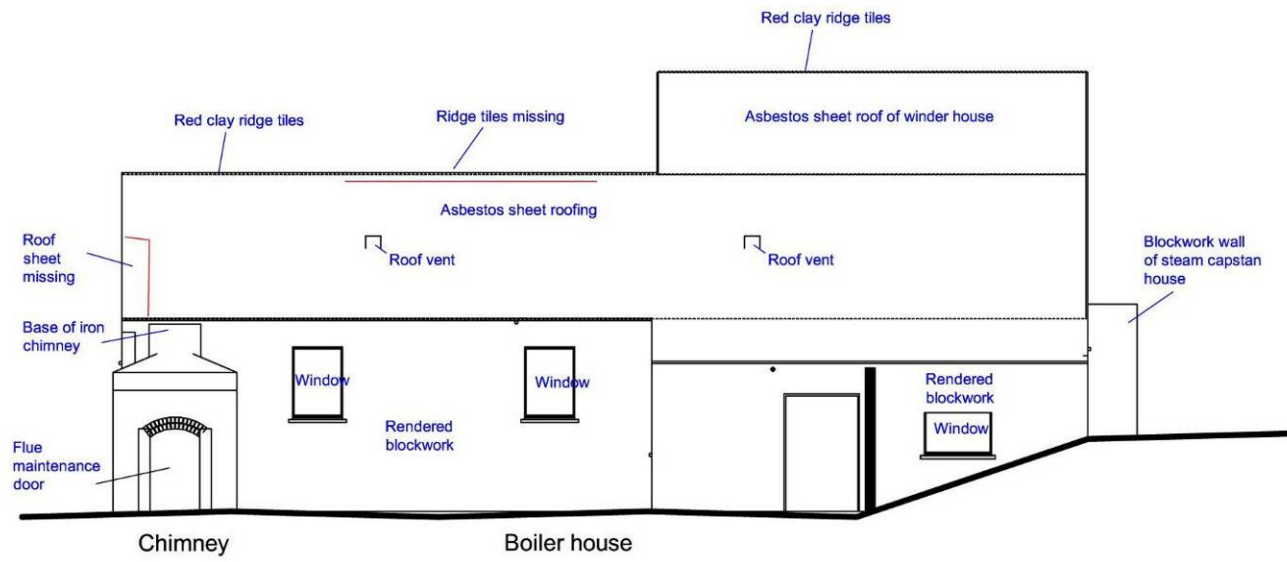 Red clay ridge tiles
Red clay ridge tiles
Ridge tiles missing
Asbestos sheet roof of winder house
Asbestos sheet roofing
Roof
sheet
missing
Roof vent
Roof vent
Blockwork wall
of steam capstan
house
Base of iron
chimney
Window
Window
Rendered
blockwork
Rendered
blockwork
Window
Flue
maintenance
door
Chimney
Boiler house